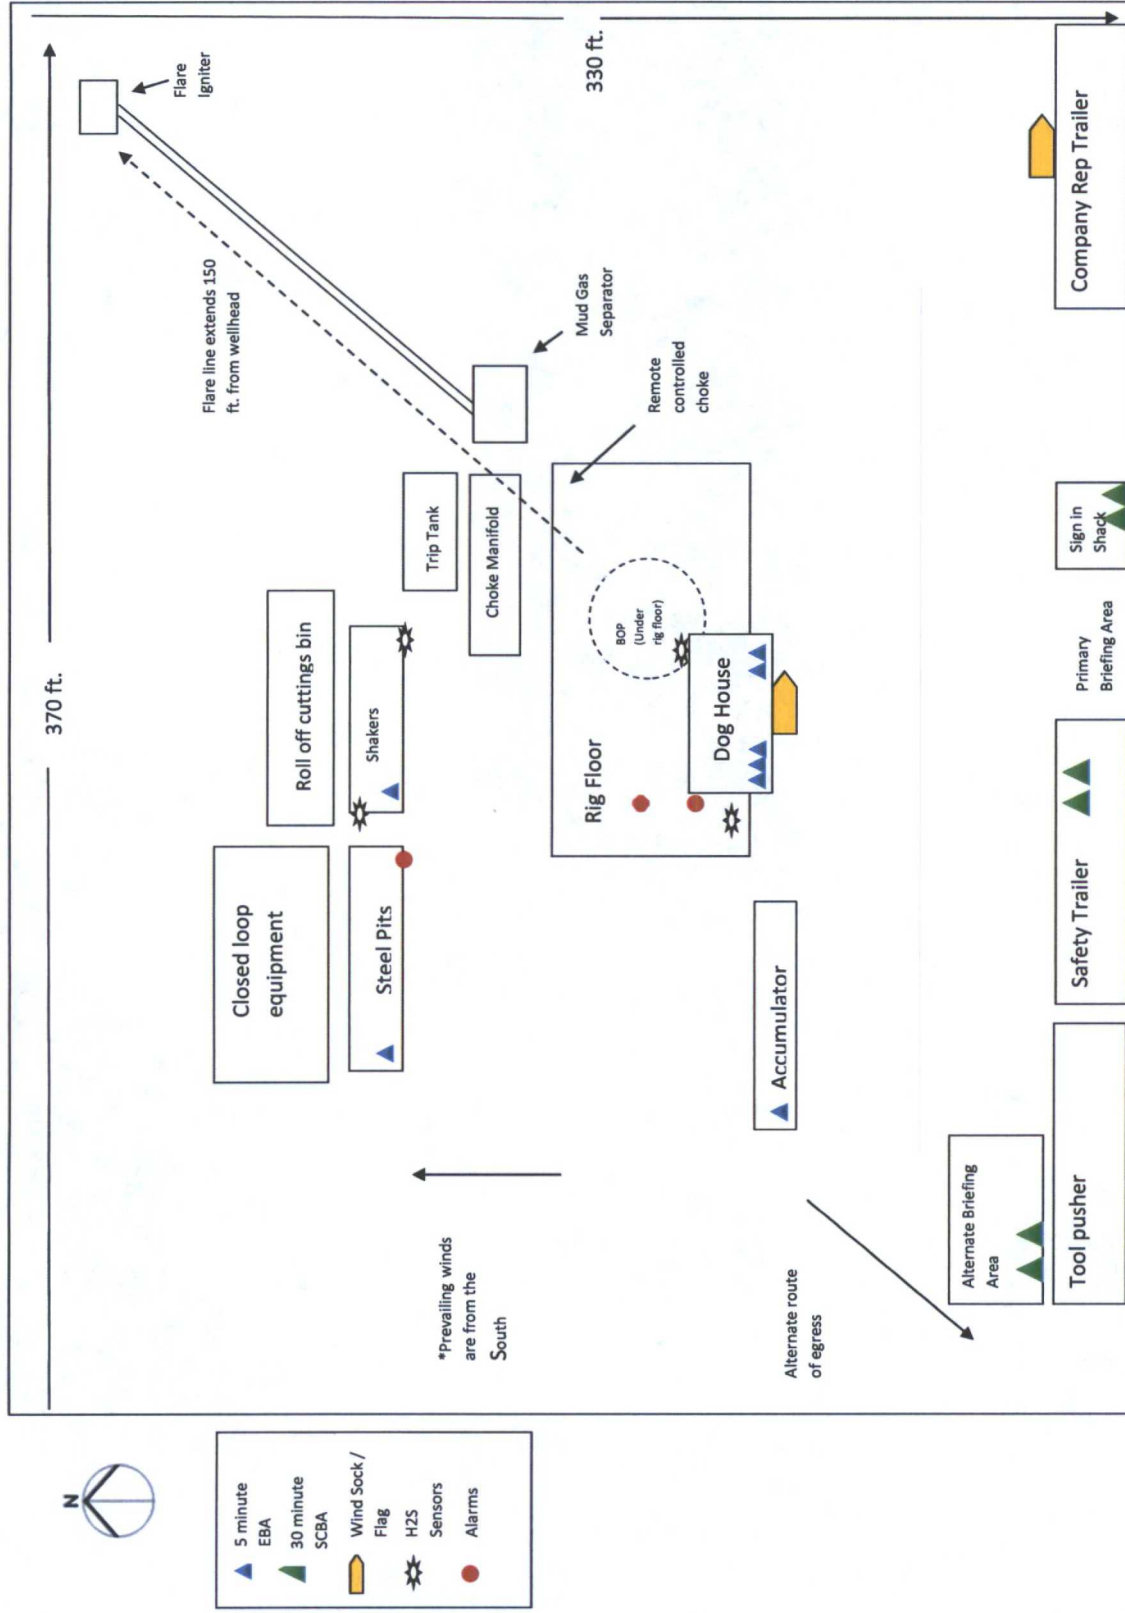 370 ft.
330 ft.
Flare
Igniter
Flare line extends 150
ft. from wellhead
Mud Gas
Separator
Remote
controlled
choke
Trip Tank
Choke Manifold
Roll off cuttings bin
Shakers
Closed loop
equipment
Steel Pits
BOP
(Under
rig floor)
Rig Floor
Dog House
Accumulator
*Prevailing winds
are from the
South
Alternate route
of egress
Alternate Briefing
Area
Tool pusher
Safety Trailer
Primary
Briefing Area
Sign in
Shack
Company Rep Trailer
N
5 minute
EBA
30 minute
SCBA
Wind Sock /
Flag
H2S
Sensors
Alarms